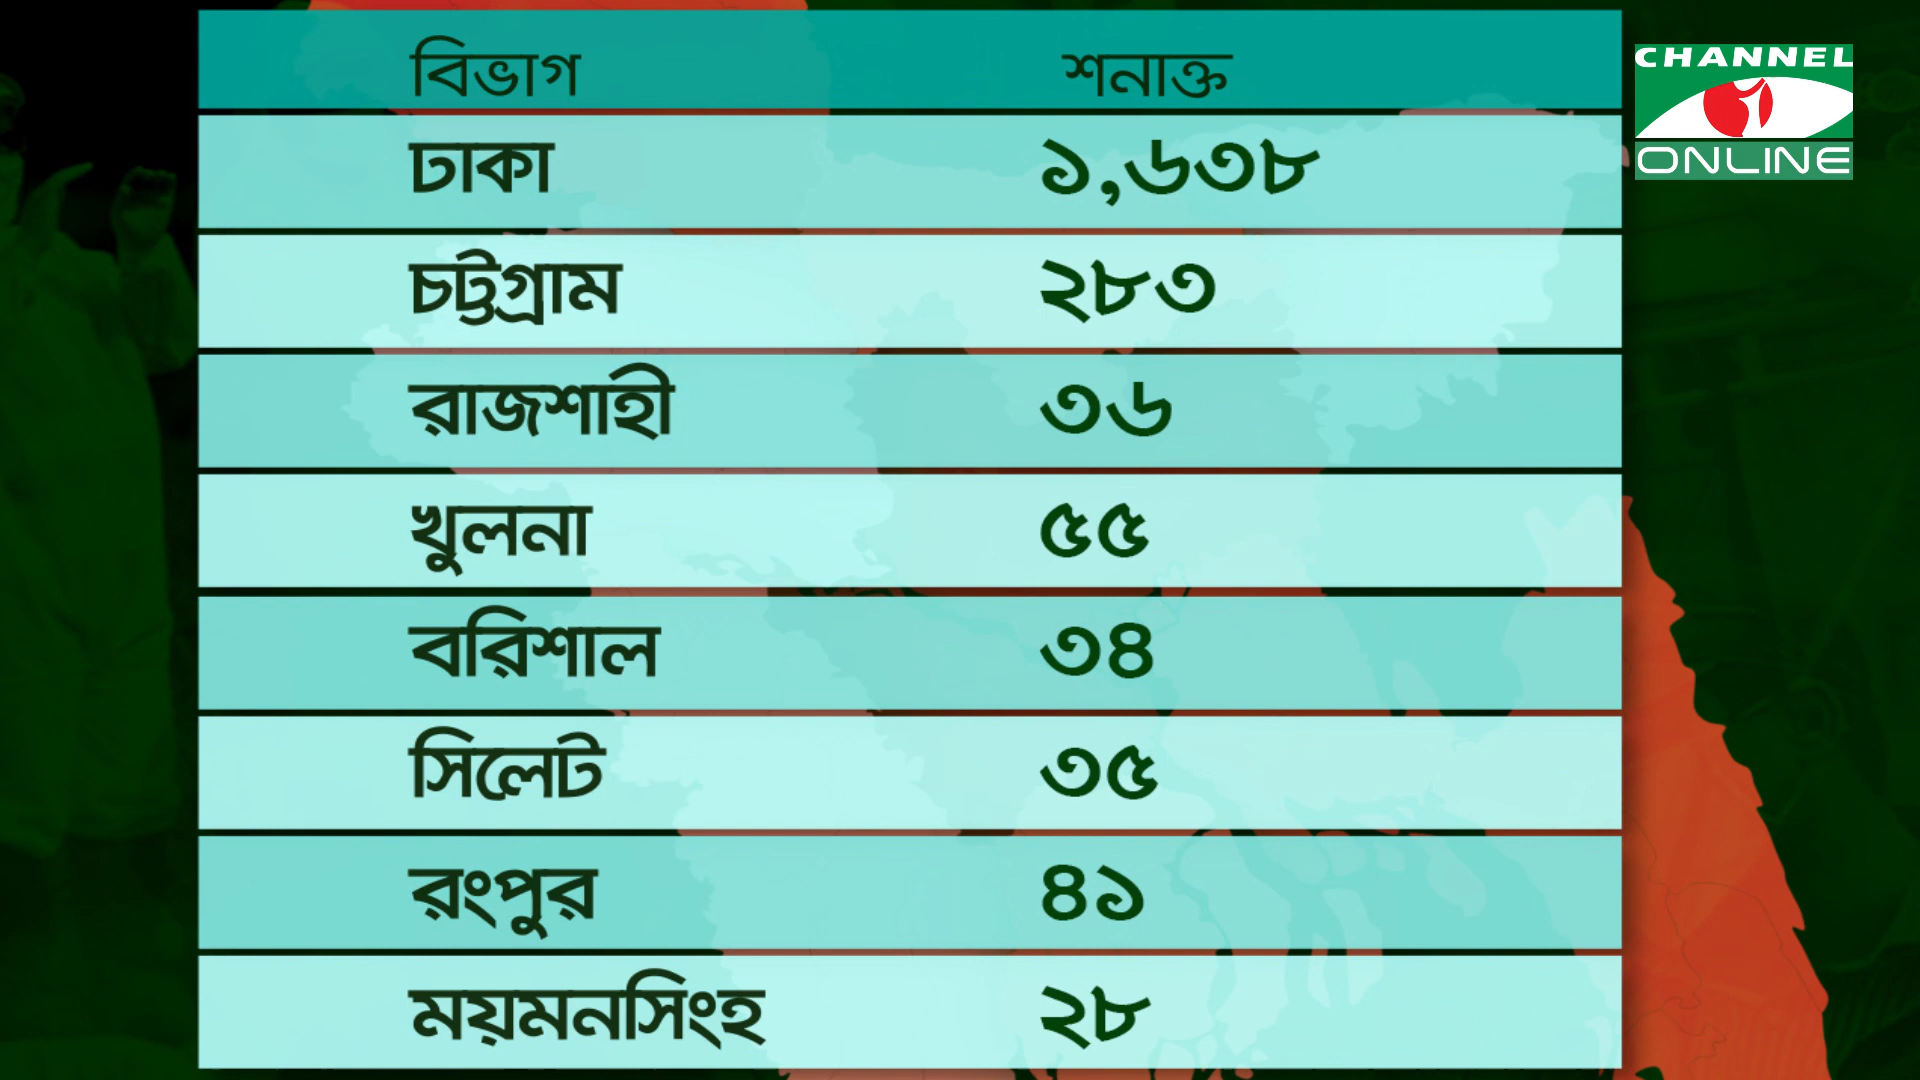 বিভাগ শনাক্ত
ঢাকা ১,৬৩৮
চট্টগ্রাম ২৮৩
রাজশাহী ৩৬
খুলনা ৫৫
বরিশাল ৩৪
সিলেট ৩৫
রংপুর ৪১
ময়মনসিংহ ২৮
CHANNEL
ONLINE